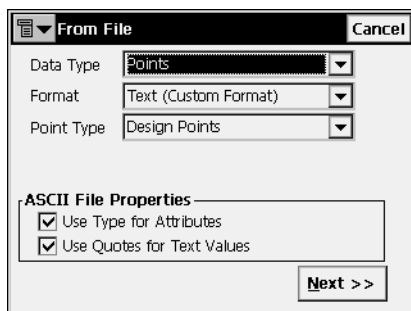 From File Cancel
Data Type Points
Format Text (Custom Format)
Point Type Design Points
ASCII File Properties
Use Type for Attributes
Use Quotes for Text Values
Next >>